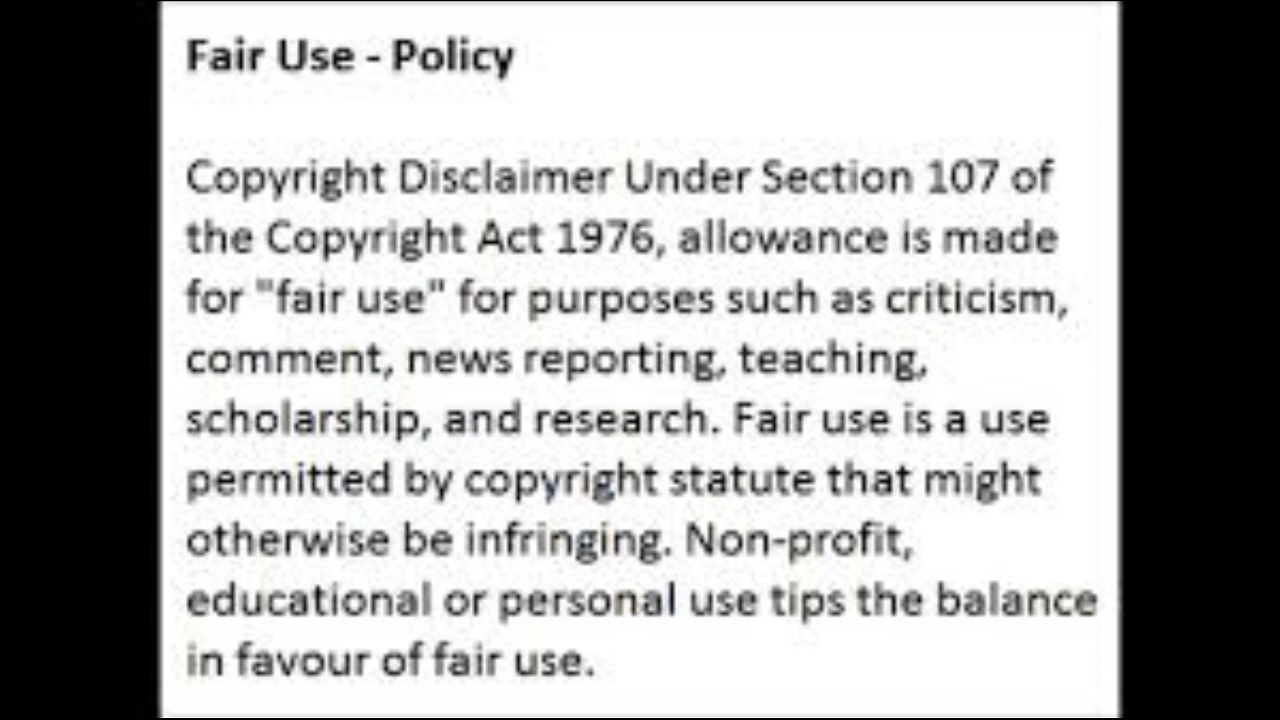 Fair Use - Policy
Copyright Disclaimer Under Section 107 of
the Copyright Act 1976, allowance is made
for "fair use" for purposes such as criticism,
comment, news reporting, teaching,
scholarship, and research. Fair use is a use
permitted by copyright statute that might
otherwise be infringing. Non-profit,
educational or personal use tips the balance
in favour of fair use.